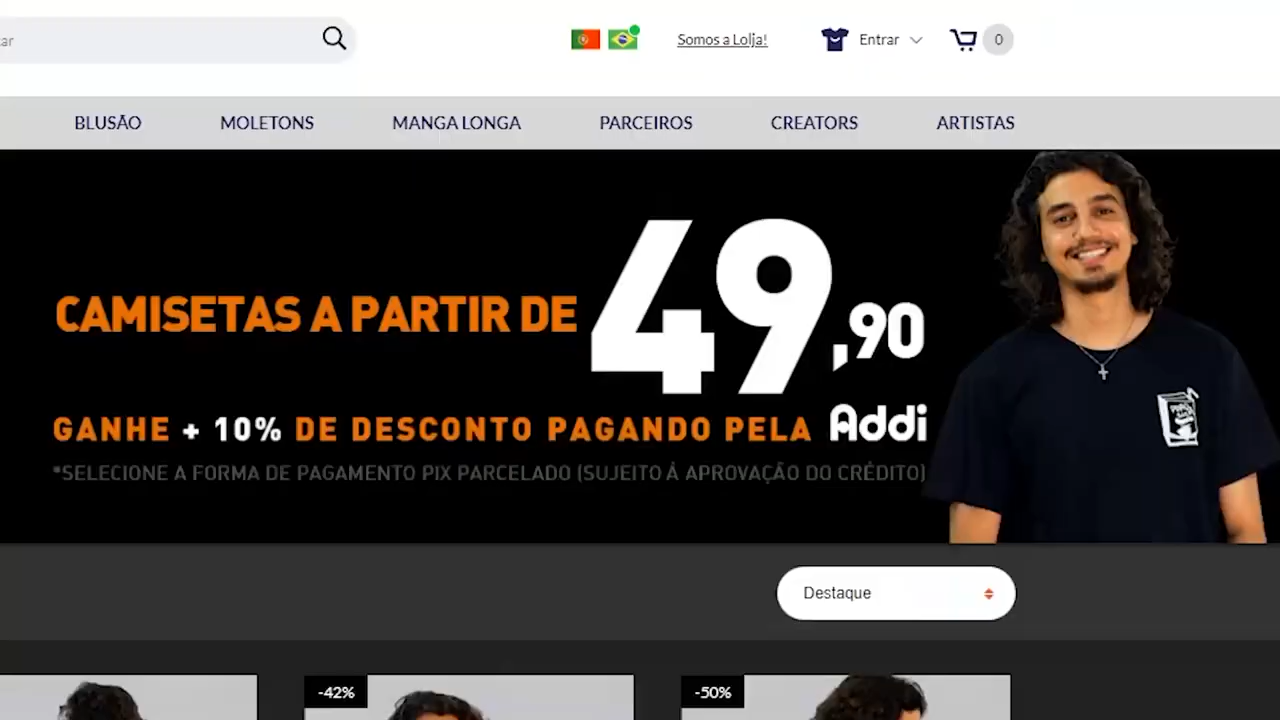 ar
Somos a Lolja!
Entrar
0
BLUSÃO MOLETONS MANGA LONGA PARCEIROS CREATORS ARTISTAS
CAMISETAS A PARTIR DE 49,90
GANHE + 10% DE DESCONTO PAGANDO PELA Addi
*SELECIONE A FORMA DE PAGAMENTO PIX PARCELADO (SUJEITO Á APROVAÇÃO DO CRÉDITO)
Destaque
-42%
-50%